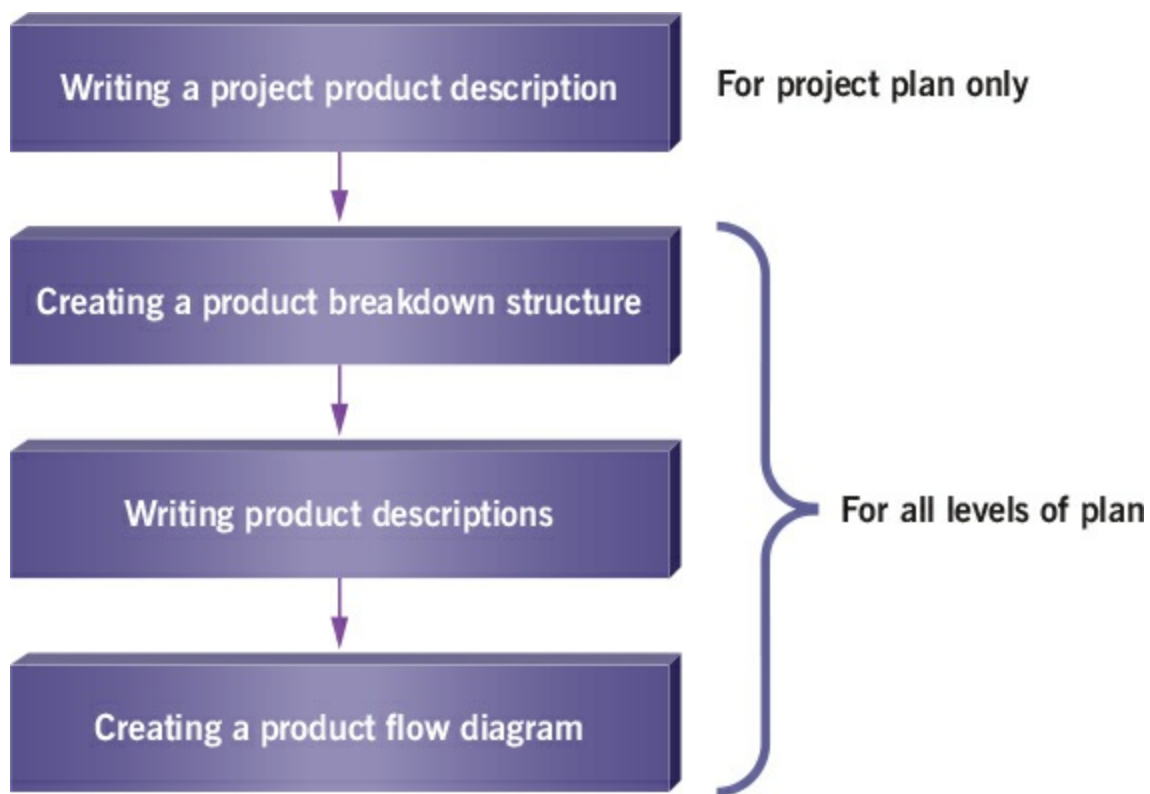 Writing a project product description
For project plan only
Creating a product breakdown structure
Writing product descriptions
For all levels of plan
Creating a product flow diagram